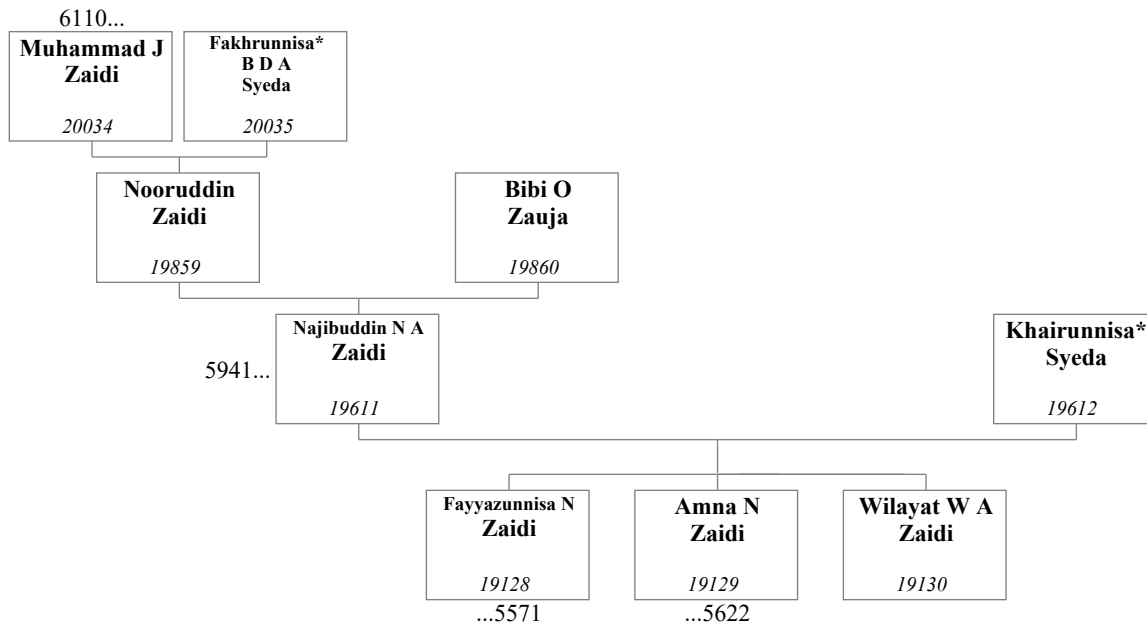 6110...
Muhammad J
Zaidi
20034
Fakhrunnisa*
B D A
Syeda
20035
Nooruddin
Zaidi
19859
Bibi O
Zauja
19860
Najibuddin N A
Zaidi
19611
5941...
Khairunnisa*
Syeda
19612
Fayyazunnisa N
Zaidi
19128
...5571
Amna N
Zaidi
19129
...5622
Wilayat W A
Zaidi
19130